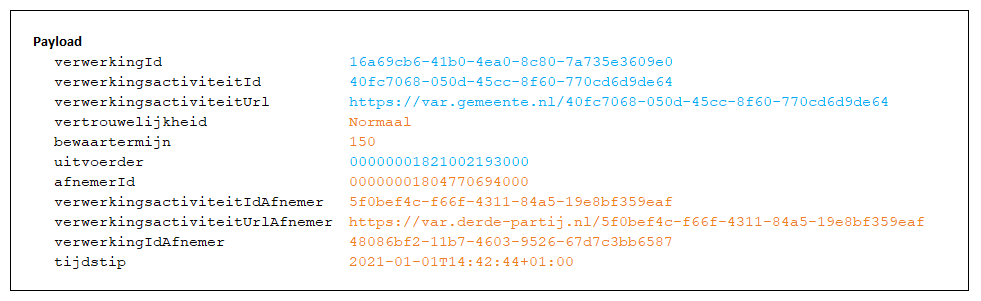 Payload
verwerkingId 16a69cb6-41b0-4ea0-8c80-7a735e3609e0
verwerkingsactiviteitId 40fc7068-050d-45cc-8f60-770cd6d9de64
verwerkingsactiviteitUrl https://var.gemeente.nl/40fc7068-050d-45cc-8f60-770cd6d9de64
vertrouwelijkheid Normaal
bewaartermijn 150
uitvoerder 00000001821002193000
afnemerId 00000001804770694000
verwerkingsactiviteitIdAfnemer 5f0bef4c-f66f-4311-84a5-19e8bf359eaf
verwerkingsactiviteitUrlAfnemer https://var.derde-partij.nl/5f0bef4c-f66f-4311-84a5-19e8bf359eaf
verwerkingIdAfnemer 48086bf2-11b7-4603-9526-67d7c3bb6587
tijdstip 2021-01-01T14:42:44+01:00